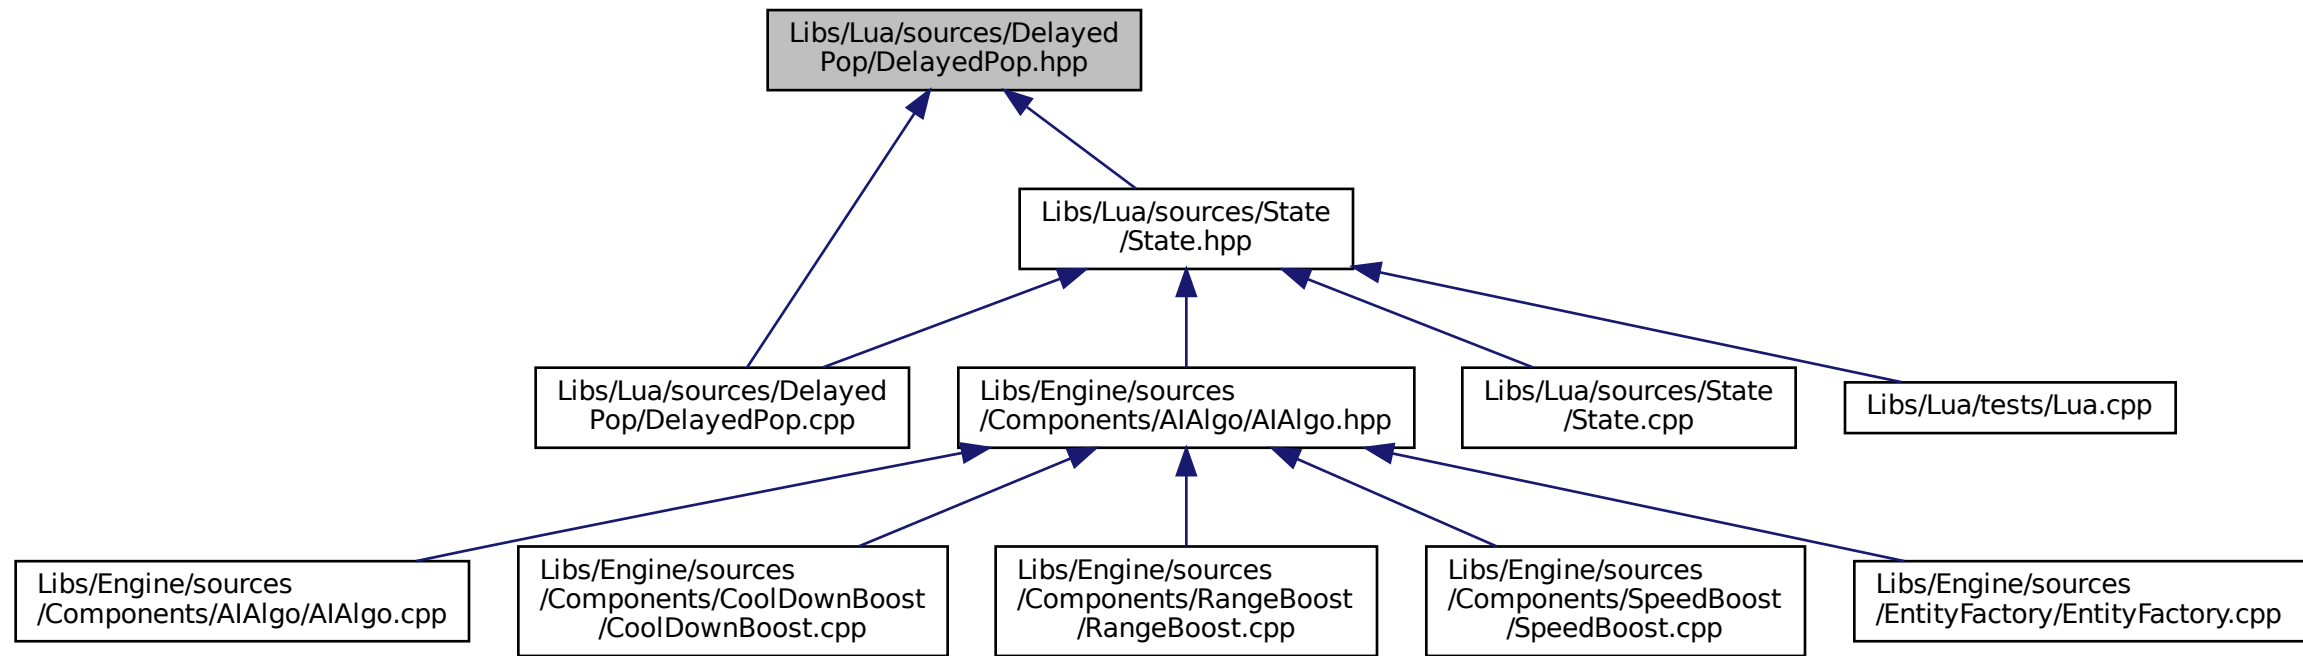 Libs/Lua/sources/Delayed
Pop/DelayedPop.hpp
Libs/Lua/sources/State
/State.hpp
Libs/Lua/sources/Delayed
Pop/DelayedPop.cpp
Libs/Engine/sources
/Components/AIAlgo/AIAlgo.hpp
Libs/Lua/sources/State
/State.cpp
Libs/Lua/tests/Lua.cpp
Libs/Engine/sources
/Components/AIAlgo/AIAlgo.cpp
Libs/Engine/sources
/Components/CoolDownBoost
/CoolDownBoost.cpp
Libs/Engine/sources
/Components/RangeBoost
/RangeBoost.cpp
Libs/Engine/sources
/Components/SpeedBoost
/SpeedBoost.cpp
Libs/Engine/sources
/EntityFactory/EntityFactory.cpp